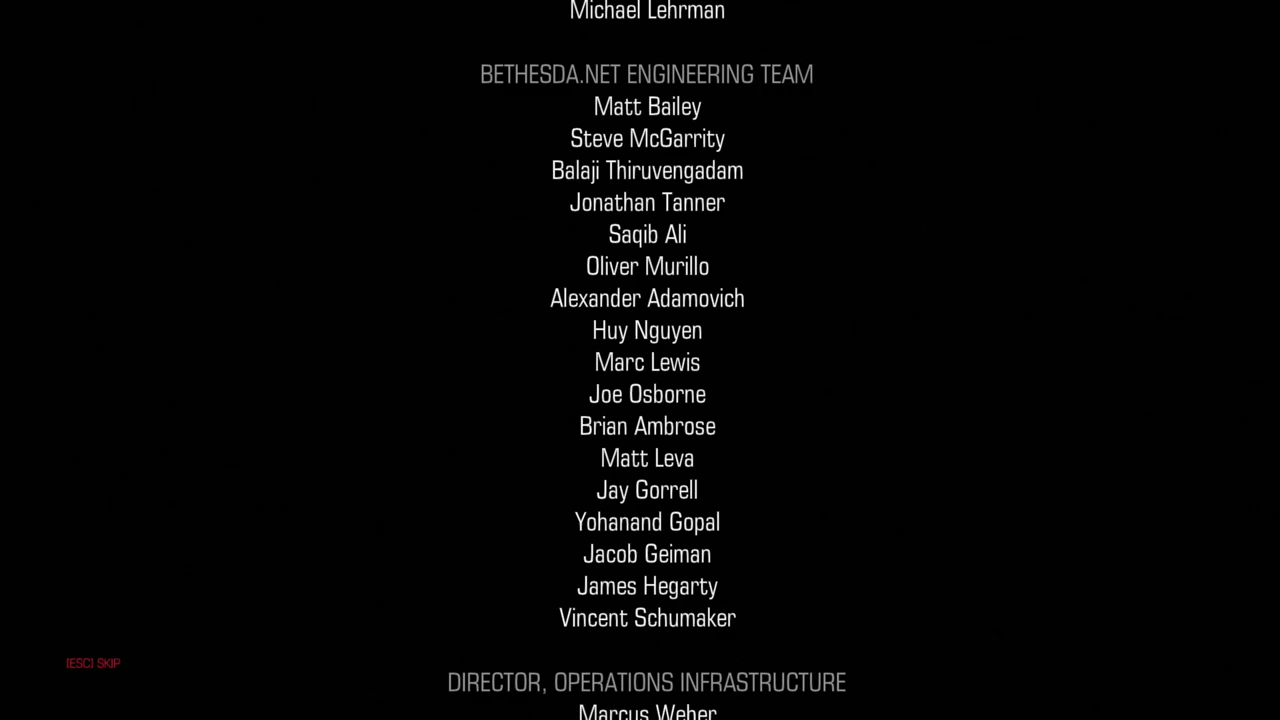 Michael Lehrman
BETHESDA.NET ENGINEERING TEAM
Matt Bailey
Steve McGarrity
Balaji Thiruvengadam
Jonathan Tanner
Saqib Ali
Oliver Murillo
Alexander Adamovich
Huy Nguyen
Marc Lewis
Joe Osborne
Brian Ambrose
Matt Leva
Jay Gorrell
Yohanand Gopal
Jacob Geiman
James Hegarty
Vincent Schumaker
[ESC] SKIP
DIRECTOR, OPERATIONS INFRASTRUCTURE
Marcus Weber